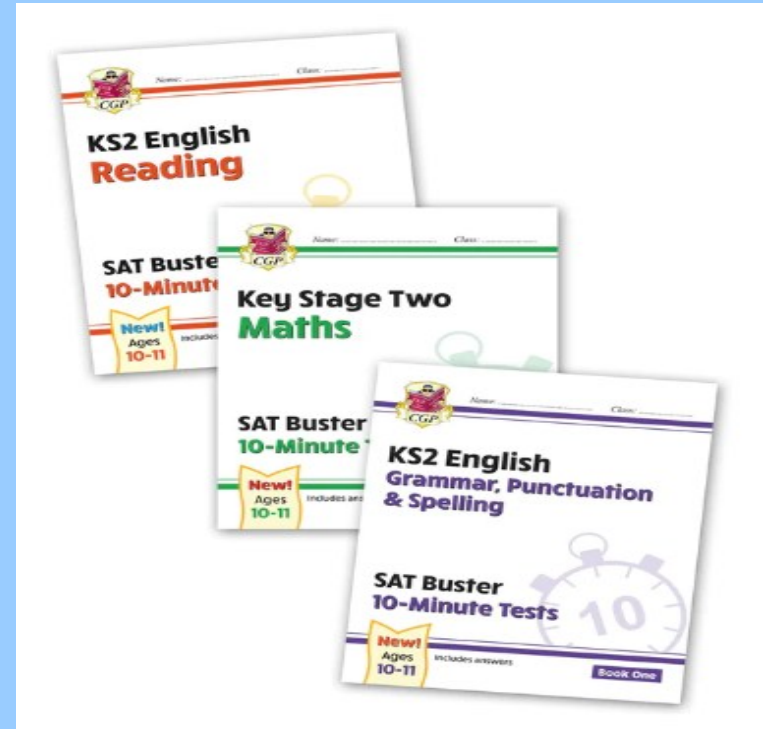 CGP
Name:
Class:
KS2 English
Reading
SAT Buste
10-Minute
New!
Ages
10-11
Includes
CGP
Name:
Class:
Key Stage Two
Maths
SAT Buster
10-Minute T
New!
Ages
10-11
Includes ans
CGP
Name:
Class:
KS2 English
Grammar, Punctuation
& Spelling
SAT Buster
10-Minute Tests
10
New!
Ages
10-11
Includes answers
Book One